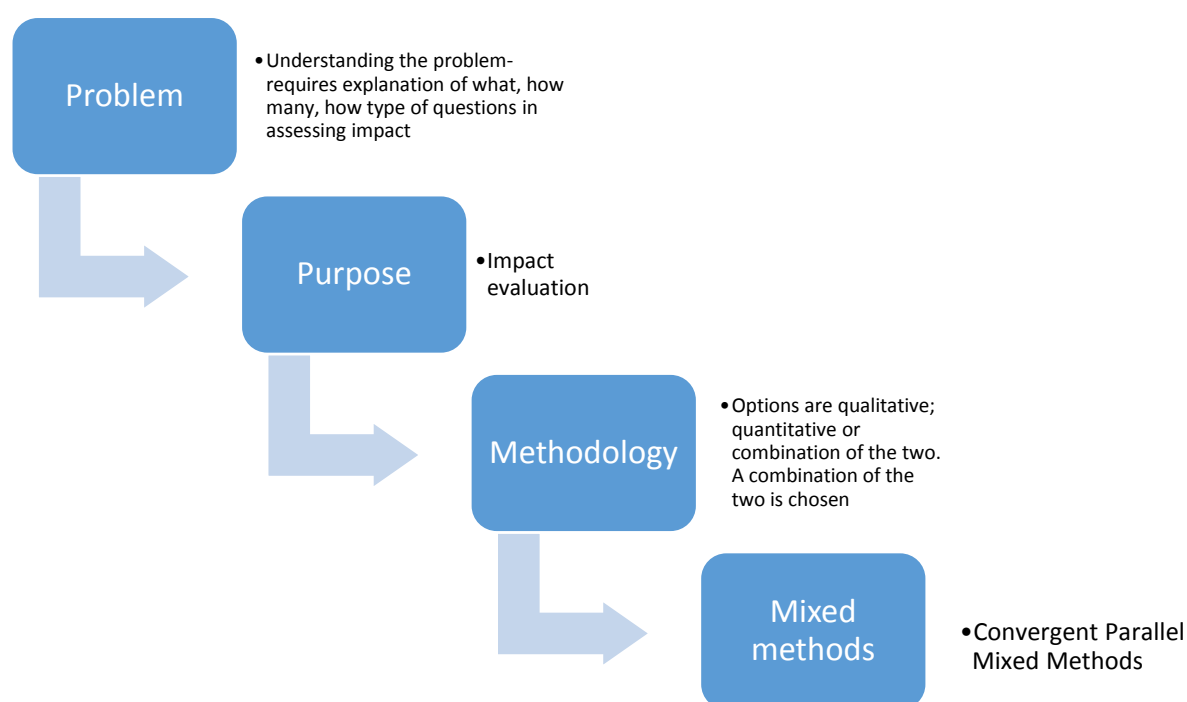 Problem
•Understanding the problem-
requires explanation of what, how
many, how type of questions in
assessing impact
Purpose
•Impact
evaluation
Methodology
•Options are qualitative;
quantitative or
combination of the two.
A combination of the
two is chosen
Mixed
methods
•Convergent Parallel
Mixed Methods